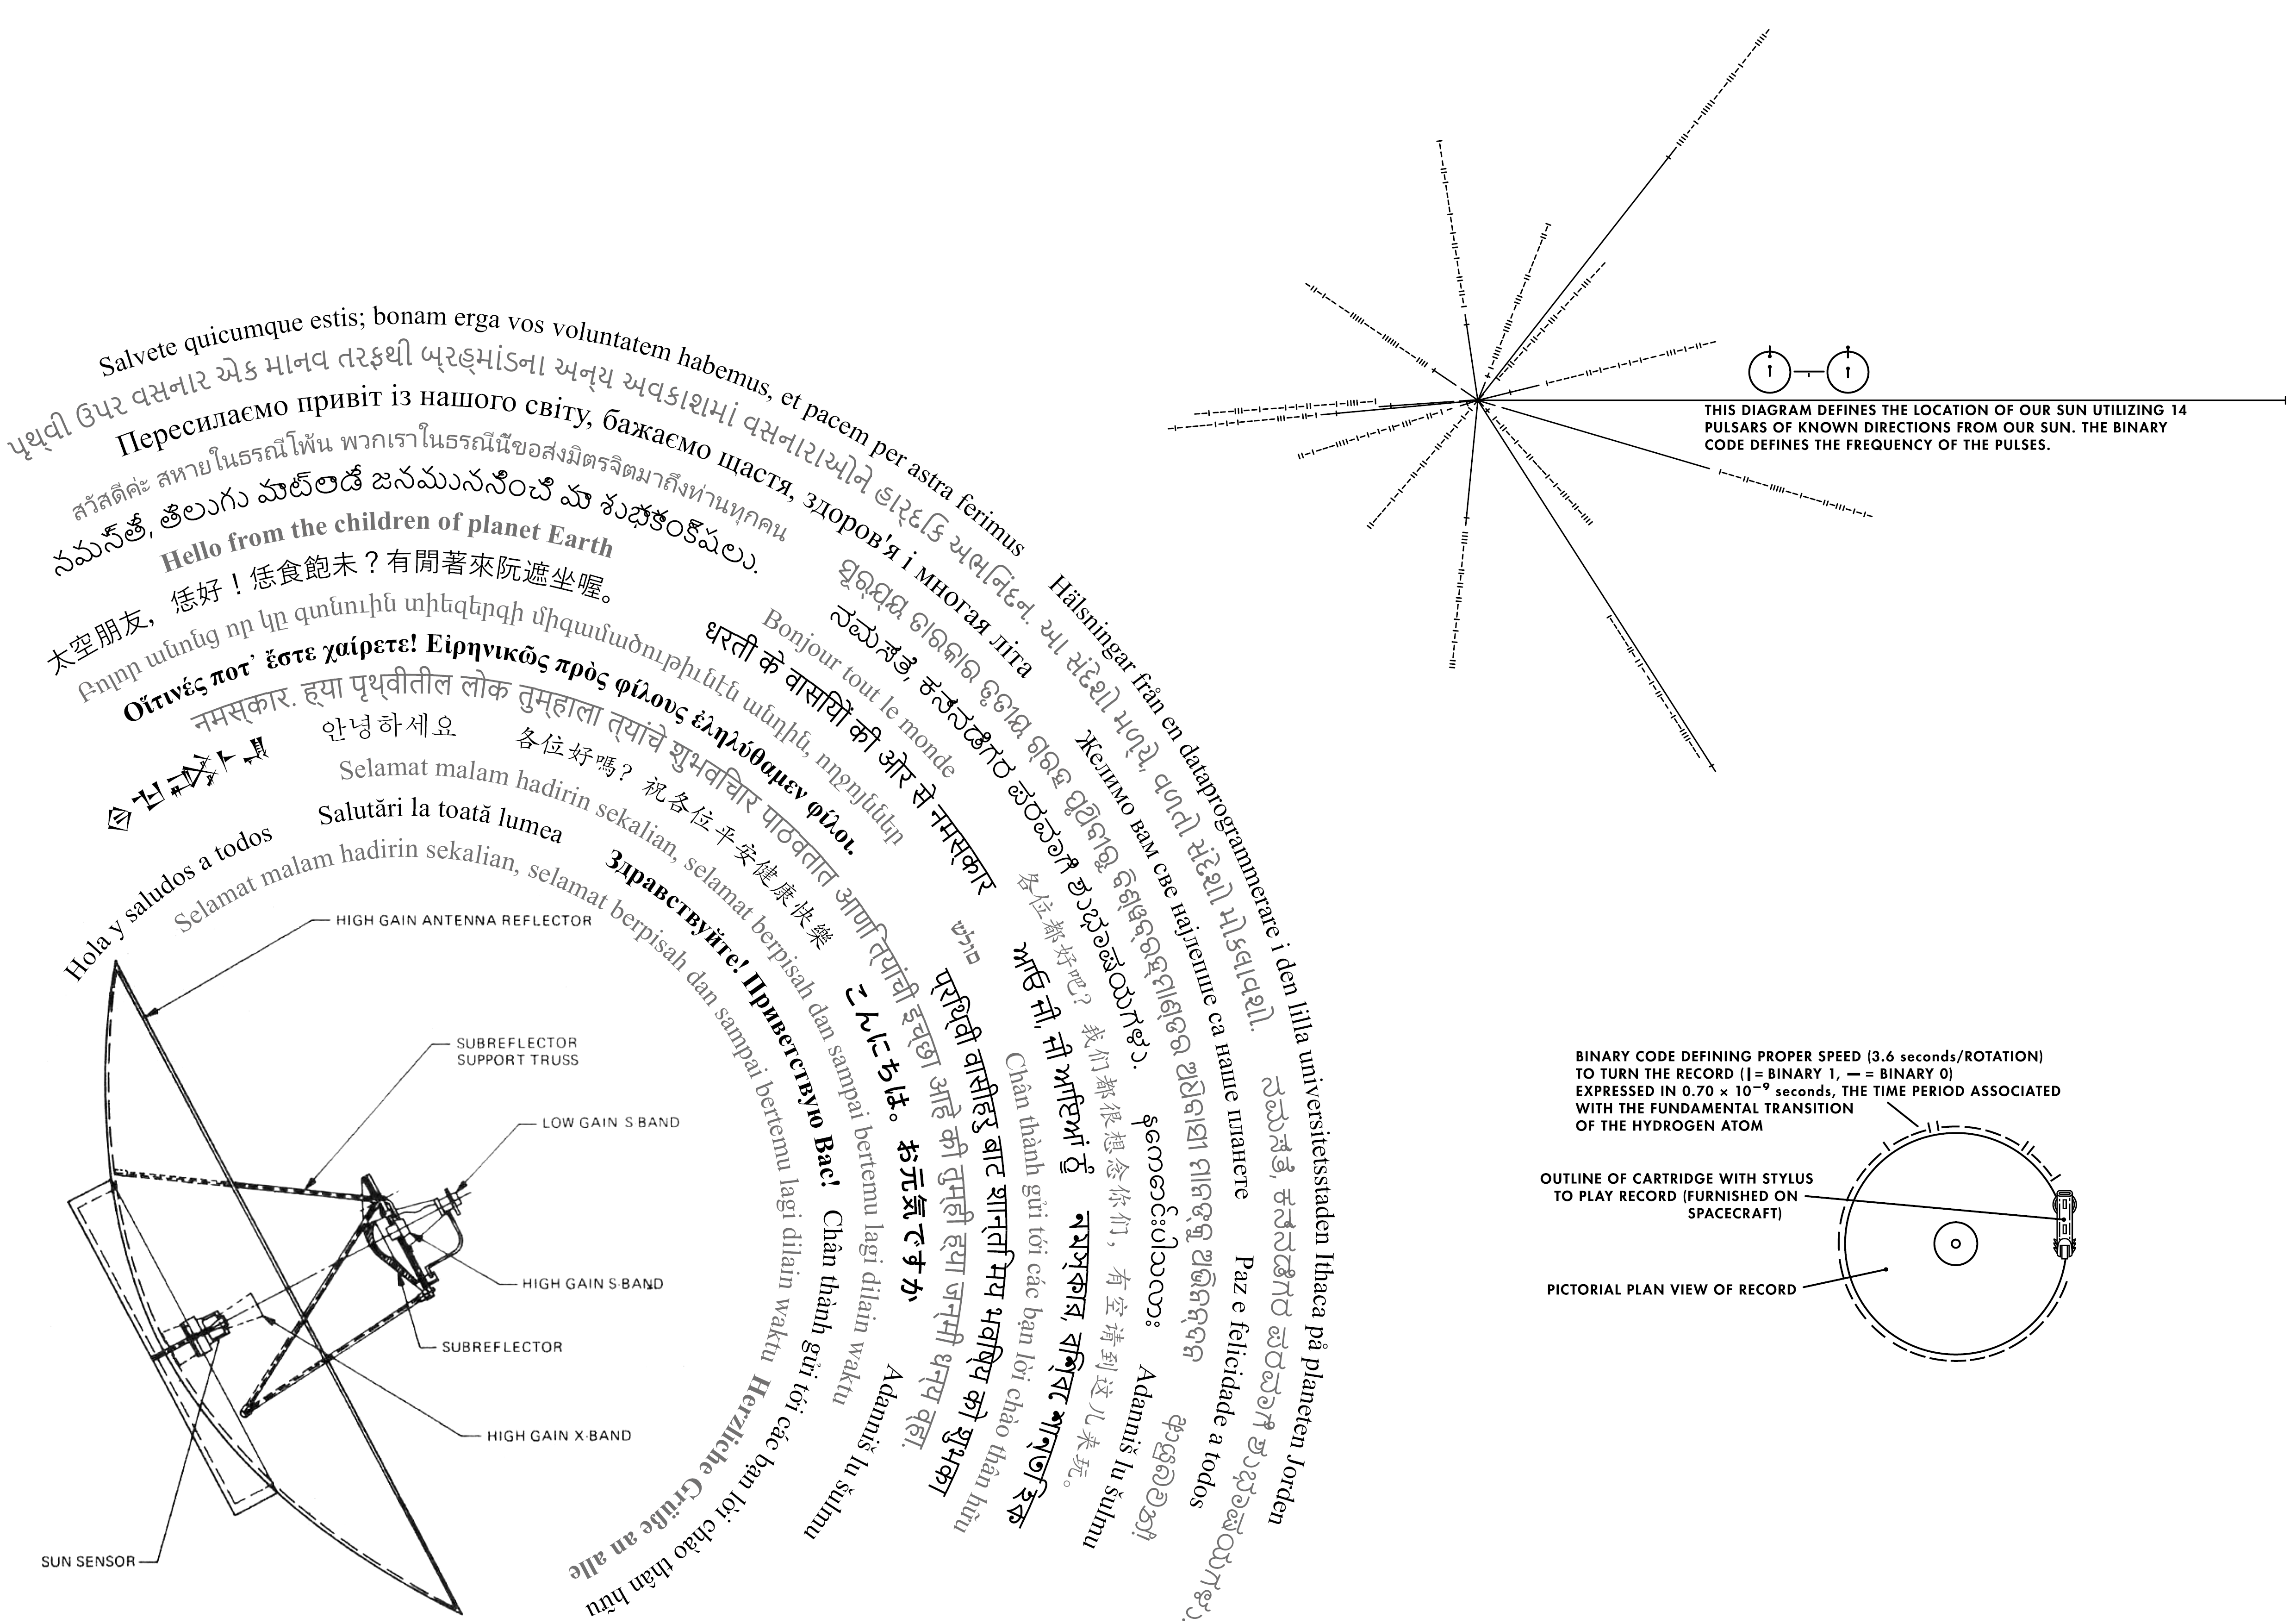 Salvete quicumque estis; bonam erga vos voluntatem habemus, et pacem per astra ferimus
પૃથ્વી ઉપર વસનાર એક માનવ તરફથી બ્રહ્માંડના અન્ય અવકાશમાં વસનારાઓને હાર્દિક અભિનંદન. આ સંદેશો મળ્યે, વળતો સંદેશો મોકલાવશો.
Пересилаємо привіт із нашого світу, бажаємо щастя, здоров'я і многая літа
สวัสดีค่ะ สหายในธรณีโพ้น พวกเราในธรณีนี้ขอส่งมิตรจิตมาถึงท่านทุกคน
నమస్తే, తెలుగు మాట్లాడే జనముననించి మా శుభాకాంక్షలు.
Hello from the children of planet Earth
太空朋友，恁好！恁食飽未？有閒著來阮遮坐喔。
Բոլոր անոնց որ կը գտնուին տիեզերգի միգամածութիւնէն անդին, ողջոյններ
Οἵτινές ποτ᾿ ἔστε χαίρετε! Εἰρηνικῶς πρὸς φίλους ἐληλύθαμεν φίλοι.
नमस्कार. ह्या पृथ्वीतील लोक तुम्हाला त्यांचे शुभविचार पाठवतात आणि त्यांची इच्छा आहे की तुम्ही ह्या जन्मी धन्य व्हा.
안녕하세요
各位好嗎？祝各位平安健康快樂
Selamat malam hadirin sekalian, selamat berpisah dan sampai bertemu lagi dilain waktu
Hola y saludos a todos
Salutări la toată lumea
Здравствуйте! Приветствую Вас!
Chân thành gửi tới các bạn lời chào thân hữu
Selamat malam hadirin sekalian, selamat berpisah dan sampai bertemu lagi dilain waktu
Herzliche Grüße an alle
Hälsningar från en dataprogrammerare i den lilla universitetsstaden Ithaca på planeten Jorden
ନମସ୍କାର
ನಮಸ್ತೆ, ಕನ್ನಡಿಗರ ಪರವಾಗಿ ಶುಭಾಷಯಗಳು.
Bonjour tout le monde
धरती के वासियों की ओर से नमस्कार
Желимо вам све најлепше са наше планете
各位都好吧？我们都很想念你们，有空请到这儿来玩。
שלום
こんにちは。お元気ですか
प्रथ्वी वासीहरु बाट शान्ति मय भविष्य को शुभकामना
ਆਓ ਜੀ, ਜੀ ਆਇਆਂ ਨੂੰ
Chân thành gửi tới các bạn lời chào thân hữu
নমস্কার, বিশ্বে শান্তি হোক
နေကောင်းပါသလား
ನಮಸ್ತೆ, ಕನ್ನಡಿಗರ ಪರವಾಗಿ ಶುಭಾಷಯಗಳು.
Paz e felicidade a todos
Adanniš lu šulmu
Adanniš lu šulmu
ආයුබෝවන්!
HIGH GAIN ANTENNA REFLECTOR
SUBREFLECTOR
SUPPORT TRUSS
LOW GAIN S BAND
HIGH GAIN S-BAND
SUBREFLECTOR
HIGH GAIN X-BAND
SUN SENSOR
THIS DIAGRAM DEFINES THE LOCATION OF OUR SUN UTILIZING 14
PULSARS OF KNOWN DIRECTIONS FROM OUR SUN. THE BINARY
CODE DEFINES THE FREQUENCY OF THE PULSES.
BINARY CODE DEFINING PROPER SPEED (3.6 seconds/ROTATION)
TO TURN THE RECORD (|= BINARY 1, — = BINARY 0)
EXPRESSED IN 0.70 × 10⁻⁹ seconds, THE TIME PERIOD ASSOCIATED
WITH THE FUNDAMENTAL TRANSITION
OF THE HYDROGEN ATOM
OUTLINE OF CARTRIDGE WITH STYLUS
TO PLAY RECORD (FURNISHED ON
SPACECRAFT)
PICTORIAL PLAN VIEW OF RECORD